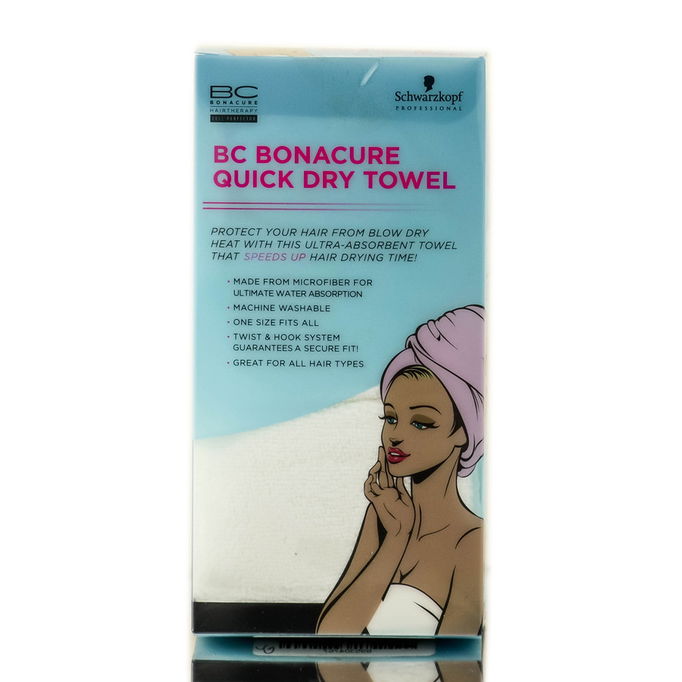 BC
BONACURE
HAIRTHERAPY
CELL PERFECTOR
Schwarzkopf
PROFESSIONAL
BC BONACURE
QUICK DRY TOWEL
PROTECT YOUR HAIR FROM BLOW DRY
HEAT WITH THIS ULTRA-ABSORBENT TOWEL
THAT SPEEDS UP HAIR DRYING TIME!
· MADE FROM MICROFIBER FOR
ULTIMATE WATER ABSORPTION
· MACHINE WASHABLE
· ONE SIZE FITS ALL
· TWIST & HOOK SYSTEM
GUARANTEES A SECURE FIT!
· GREAT FOR ALL HAIR TYPES